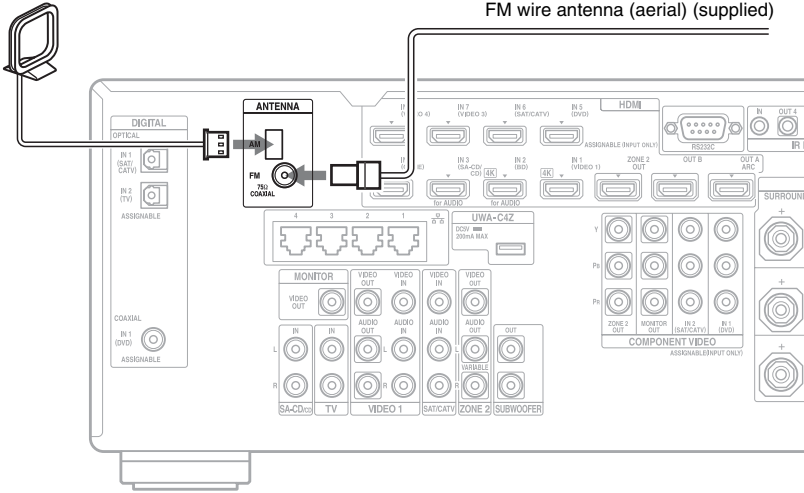 FM wire antenna (aerial) (supplied)
ANTENNA
AM
FM
75Ω
COAXIAL
DIGITAL
OPTICAL
IN 1
(SAT/
CATV)
IN 2
(TV)
ASSIGNABLE
COAXIAL
IN 1
(DVD)
ASSIGNABLE
HDMI
IN 7
(VIDEO 3)
IN 6
(SAT/CATV)
IN 5
(DVD)
ASSIGNABLE (INPUT ONLY)
IN 3
(SA-CD/
CD)
4K
IN 2
(BD)
4K
IN 1
(VIDEO 1)
ZONE 2
OUT
OUT B
OUT A
ARC
for AUDIO
for AUDIO
RS232C
IN
OUT 4
IR
4
3
2
1
UWA-C4Z
DC5V
200mA MAX
MONITOR
VIDEO
OUT
VIDEO
OUT
VIDEO
IN
VIDEO
IN
VIDEO
OUT
AUDIO
OUT
AUDIO
IN
AUDIO
IN
AUDIO
OUT
IN
IN
OUT
L
L
L
VARIABLE
R
R
R
SA-CD/CD
TV
VIDEO 1
SAT/CATV
ZONE 2
SUBWOOFER
Y
PB
PR
ZONE 2
OUT
MONITOR
OUT
IN 2
(SAT/CATV)
IN 1
(DVD)
COMPONENT VIDEO
ASSIGNABLE(INPUT ONLY)
SURROUND
+
+
+